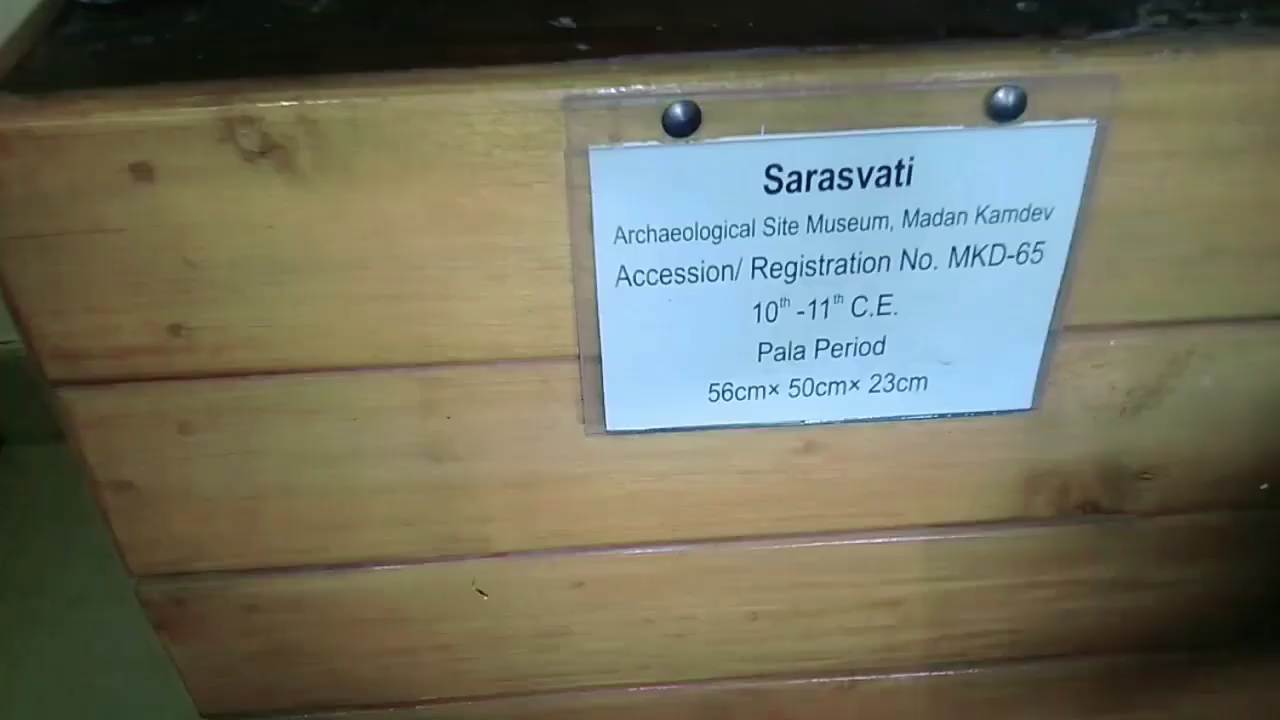 Sarasvati
Archaeological Site Museum, Madan Kamdev
Accession/ Registration No. MKD-65
10th -11th C.E.
Pala Period
56cm× 50cm× 23cm